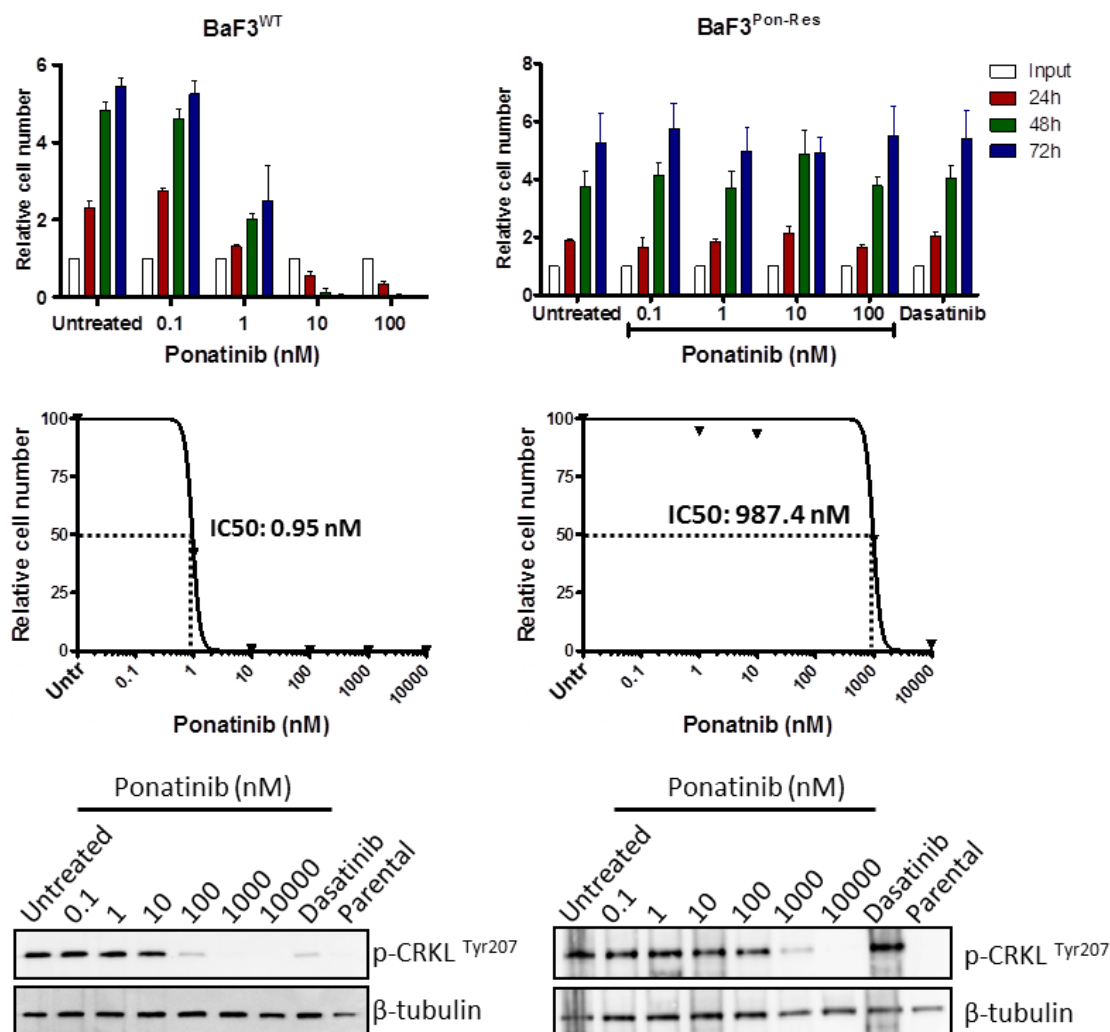 BaF3WT
Relative cell number
6
4
2
0
Untreated 0.1 1 10 100
Ponatinib (nM)
BaF3Pon-Res
Relative cell number
8
6
4
2
0
Untreated 0.1 1 10 100 Dasatinib
Ponatinib (nM)
Input
24h
48h
72h
Relative cell number
100
75
50
25
0
IC50: 0.95 nM
Untr 0.1 1 10 100 1000 10000
Ponatinib (nM)
Relative cell number
100
75
50
25
0
IC50: 987.4 nM
Untr 0.1 1 10 100 1000 10000
Ponatnib (nM)
Ponatinib (nM)
Untreated 0.1 1 10 100 1000 10000 Dasatinib Parental
p-CRKL Tyr207
β-tubulin
Ponatinib (nM)
Untreated 0.1 1 10 100 1000 10000 Dasatinib Parental
p-CRKL Tyr207
β-tubulin